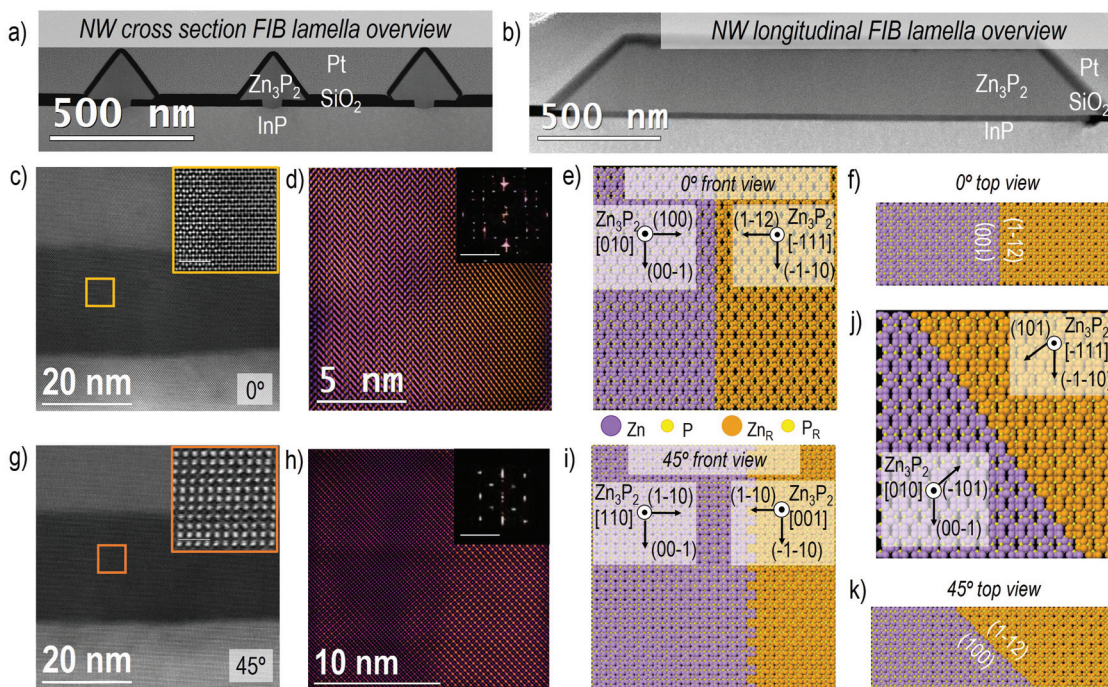 a)
NW cross section FIB lamella overview
Pt
Zn3P2
SiO2
InP
500 nm
b)
NW longitudinal FIB lamella overview
Pt
Zn3P2
SiO2
InP
500 nm
c)
20 nm
0º
d)
5 nm
e)
0º front view
Zn3P2
[010]
(100)
(00-1)
(1-12)
Zn3P2
[-111]
(-1-10)
f)
0º top view
(001)
(1-12)
Zn
P
ZnR
PR
g)
20 nm
45º
h)
10 nm
i)
45º front view
Zn3P2
[110]
(1-10)
(00-1)
(1-10)
Zn3P2
[001]
(-1-10)
j)
(101)
Zn3P2
[-111]
(-1-10)
Zn3P2
[010]
(-101)
(00-1)
k)
45º top view
(100)
(1-12)